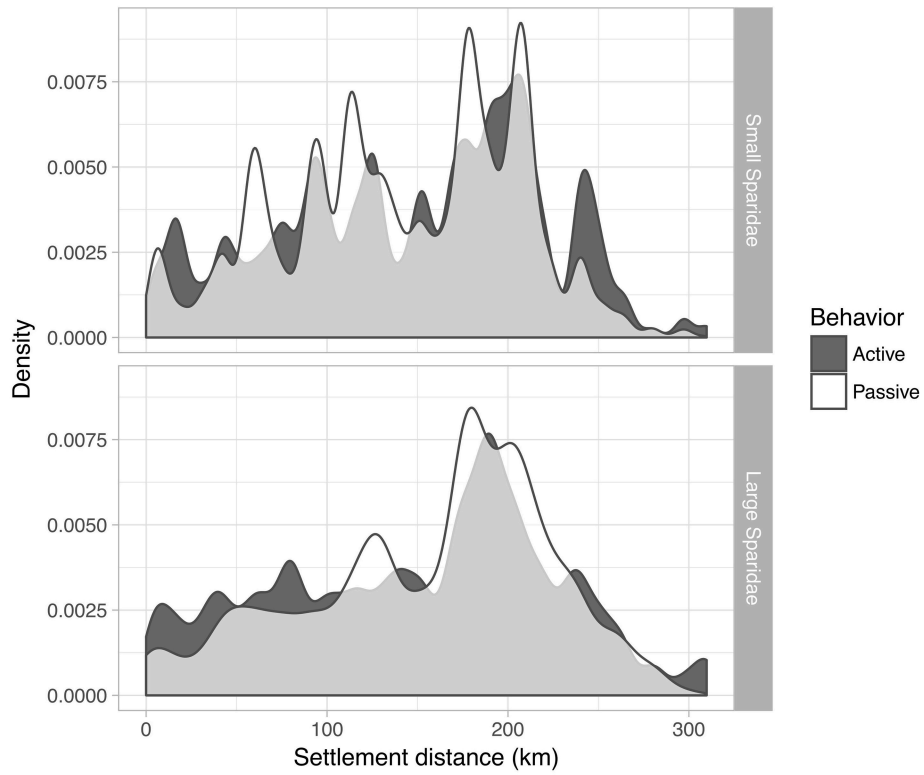 0.0075
0.0050
0.0025
0.0000
Small Sparidae
0.0075
0.0050
0.0025
0.0000
Large Sparidae
Density
0 100 200 300
Settlement distance (km)
Behavior
Active
Passive